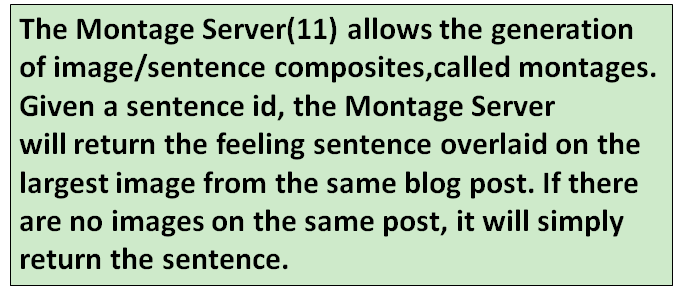 The Montage Server(11) allows the generation
of image/sentence composites,called montages.
Given a sentence id, the Montage Server
will return the feeling sentence overlaid on the
largest image from the same blog post. If there
are no images on the same post, it will simply
return the sentence.